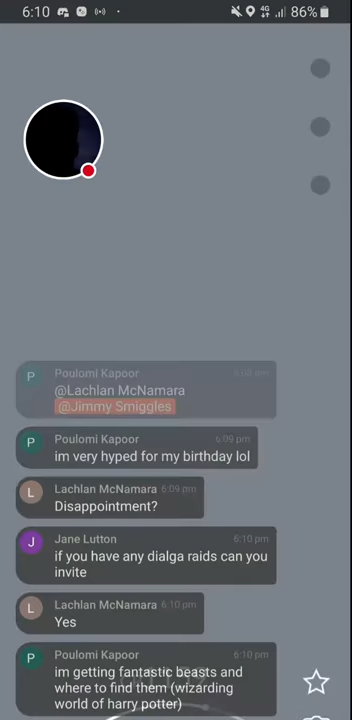 6:10
4G
86%
P
Poulomi Kapoor
@Lachlan McNamara
@Jimmy Smiggles
P
Poulomi Kapoor 6:09 pm
im very hyped for my birthday lol
L
Lachlan McNamara 6:09 pm
Disappointment?
J
Jane Lutton 6:10 pm
if you have any dialga raids can you
invite
L
Lachlan McNamara 6:10 pm
Yes
P
Poulomi Kapoor 6:10 pm
im getting fantastic beasts and
where to find them (wizarding
world of harry potter)